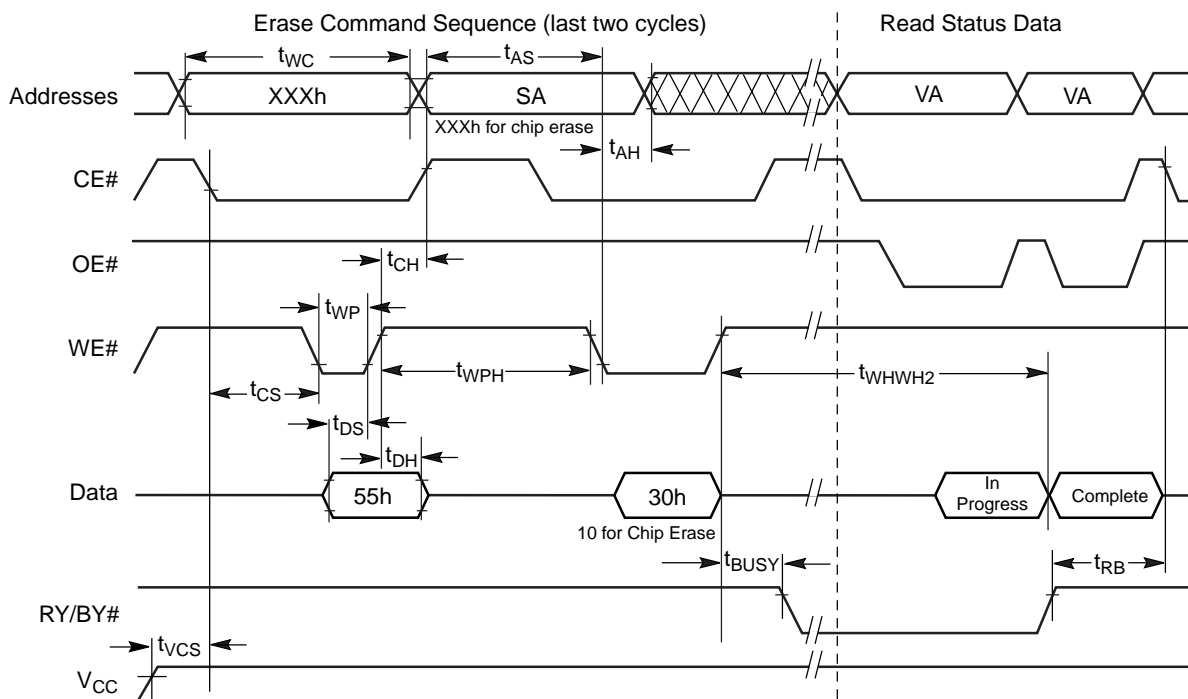 Erase Command Sequence (last two cycles)
Read Status Data
tWC
tAS
Addresses
XXXh
SA
VA
VA
XXXh for chip erase
tAH
CE#
OE#
tCH
tWP
WE#
tWPH
tWHWH2
tCS
tDS
tDH
Data
55h
30h
In
Progress
Complete
10 for Chip Erase
tBUSY
tRB
RY/BY#
tVCS
VCC